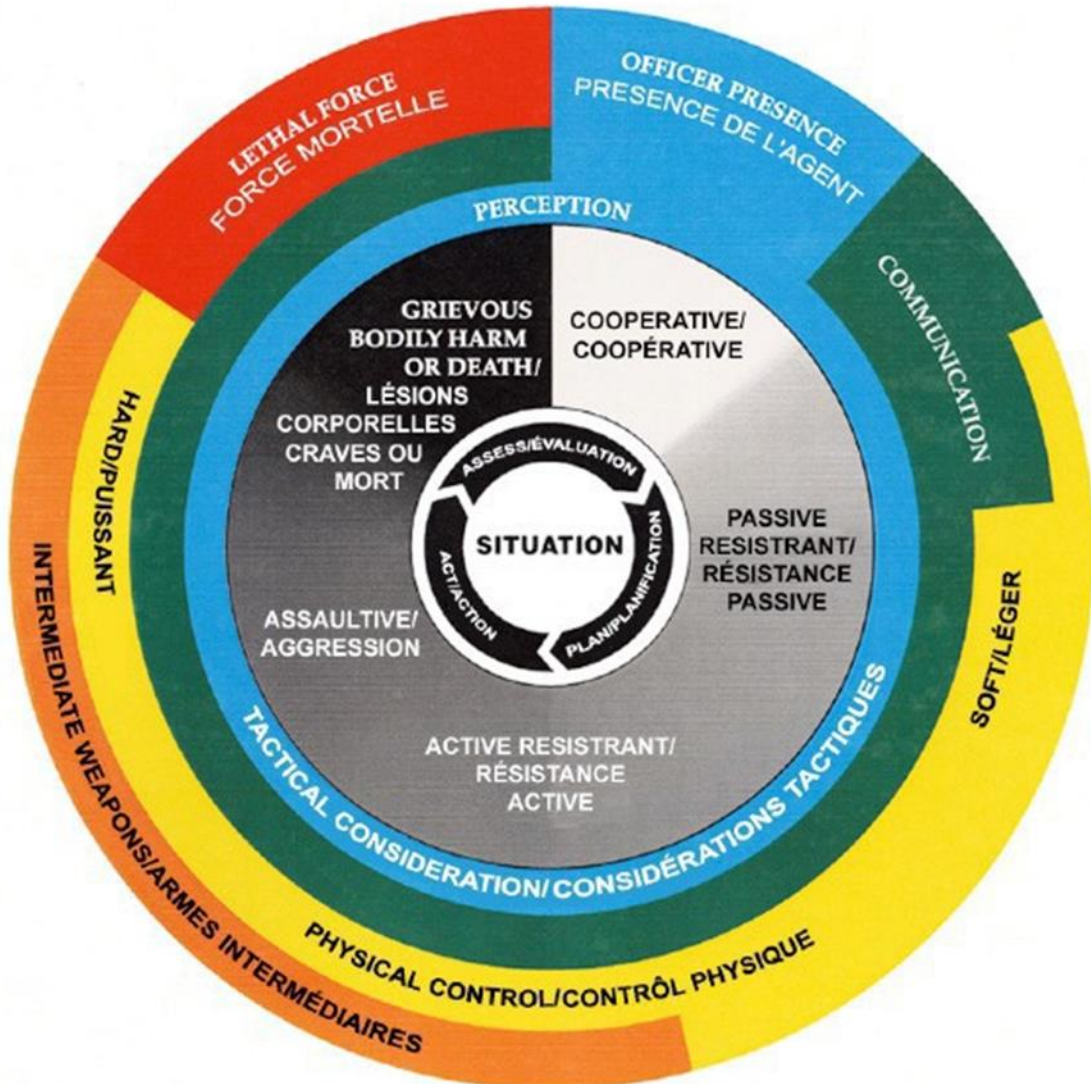 LETHAL FORCE
FORCE MORTELLE
OFFICER PRESENCE
PRESENCE DE L'AGENT
COMMUNICATION
PERCEPTION
GRIEVOUS
BODILY HARM
OR DEATH/
LÉSIONS
CORPORELLES
CRAVES OU
MORT
COOPERATIVE/
COOPÉRATIVE
ASSESS/ÉVALUATION
SITUATION
PLAN/PLANIFICATION
ACT/ACTION
PASSIVE
RESISTRANT/
RÉSISTANCE
PASSIVE
ASSAULTIVE/
AGGRESSION
ACTIVE RESISTRANT/
RÉSISTANCE
ACTIVE
TACTICAL CONSIDERATION/CONSIDÉRATIONS TACTIQUES
HARD/PUISSANT
SOFT/LÉGER
PHYSICAL CONTROL/CONTRÔL PHYSIQUE
INTERMEDIATE WEAPONS/ARMES INTERMÉDIAIRES